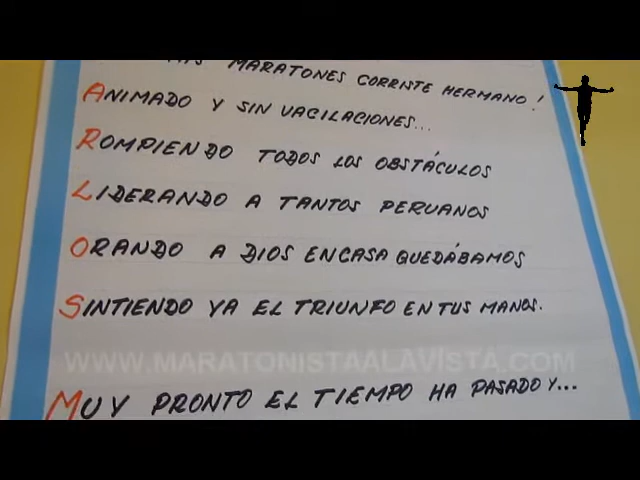 MARATONES CORRISTE HERMANO!
ANIMADO Y SIN VACILACIONES...
ROMPIENDO TODOS LOS OBSTÁCULOS
LIDERANDO A TANTOS PERUANOS
ORANDO A DIOS EN CASA QUEDÁBAMOS
SINTIENDO YA EL TRIUNFO EN TUS MANOS.
WWW.MARATONISTAALAVISTA.COM
MUY PRONTO EL TIEMPO HA PASADO Y...